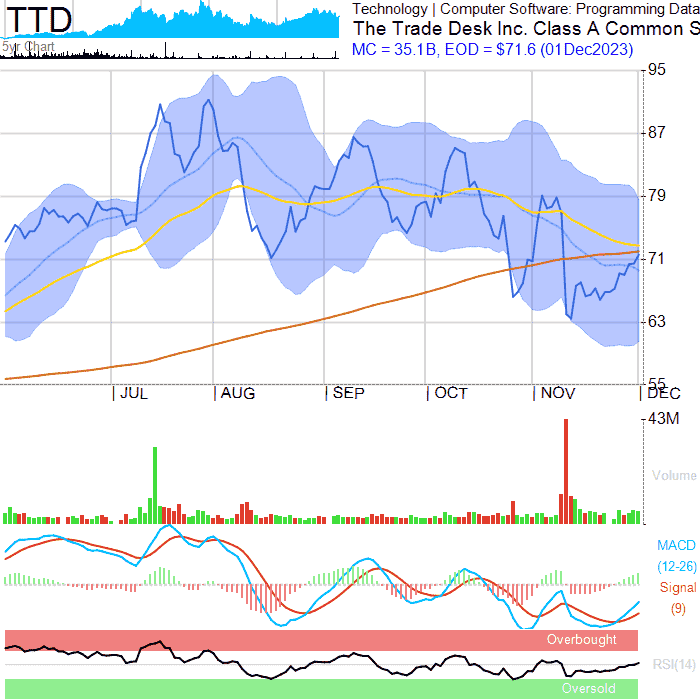 TTD
5yr Chart
Technology | Computer Software: Programming Data
The Trade Desk Inc. Class A Common S
MC = 35.1B, EOD = $71.6 (01Dec2023)
95
87
79
71
63
55
JUL AUG SEP OCT NOV DEC
43M
Volume
MACD
(12-26)
Signal
(9)
Overbought
RSI(14)
Oversold